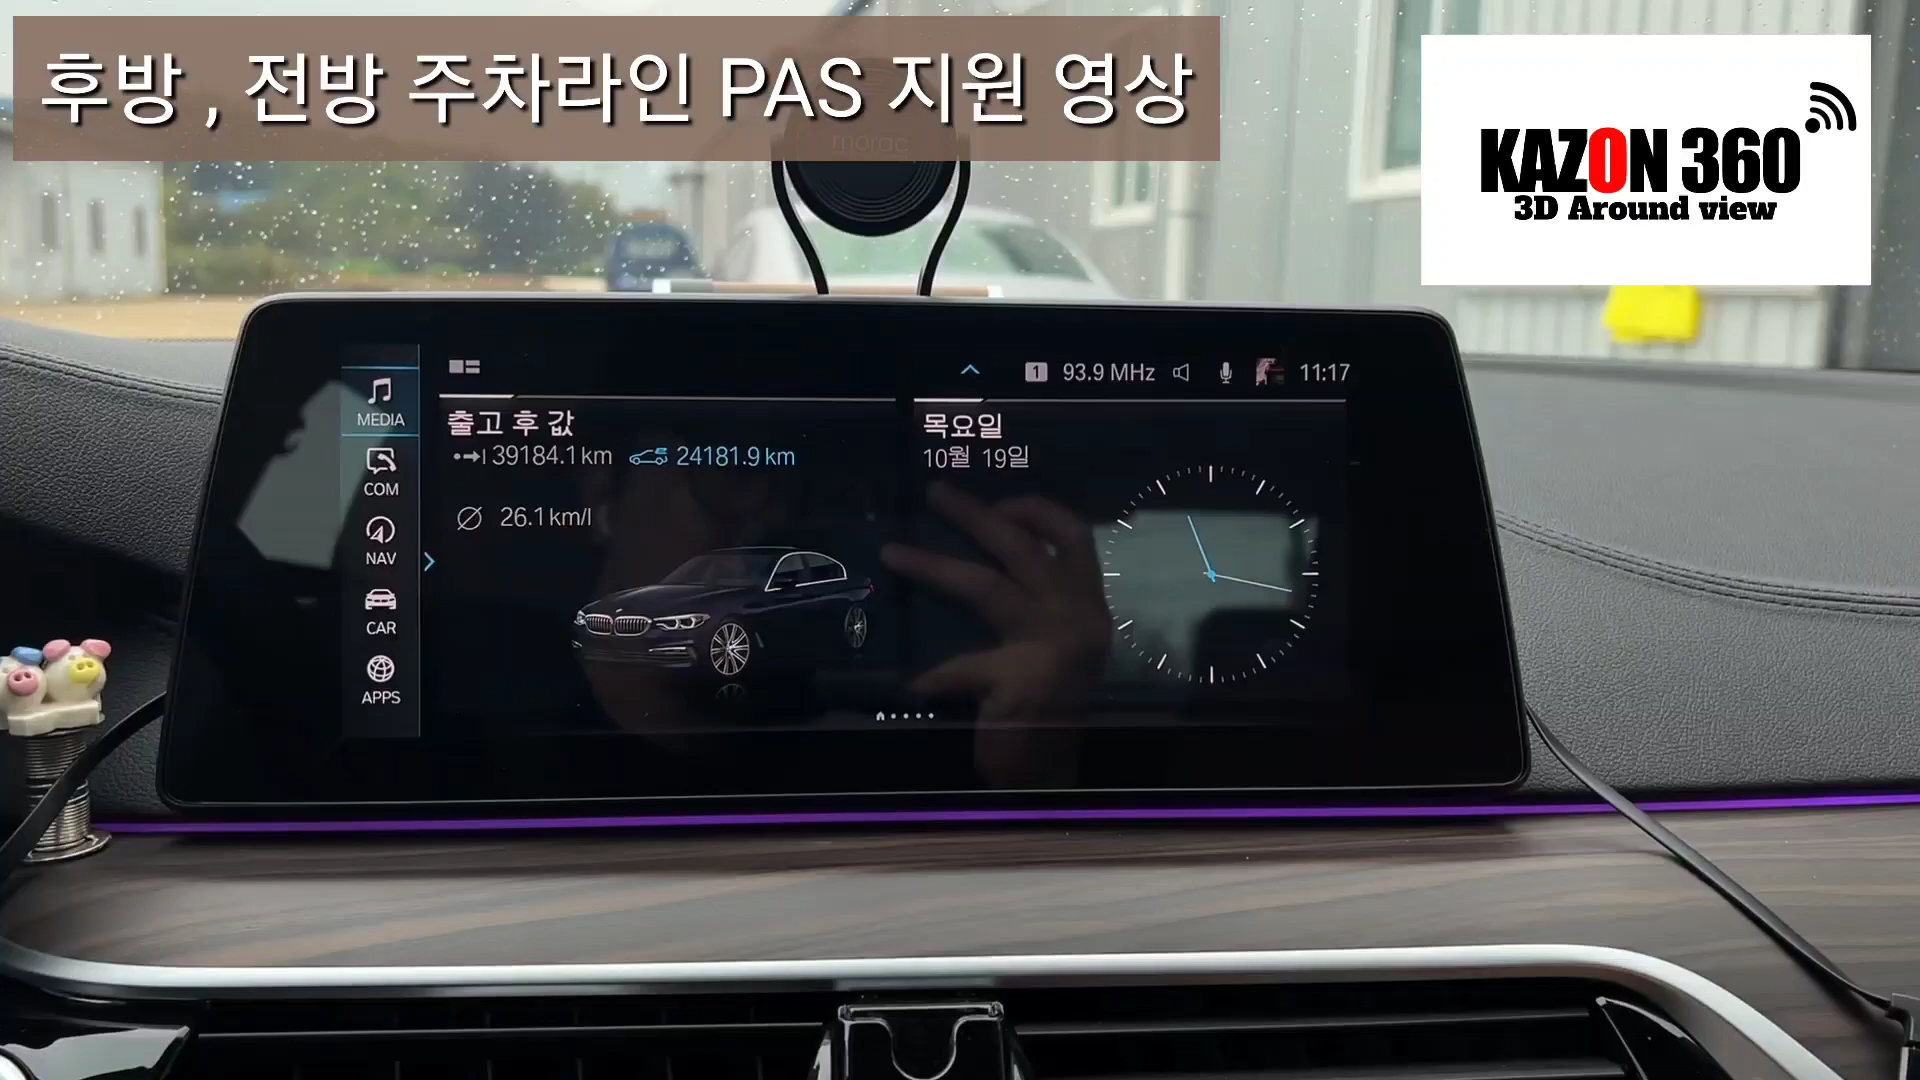 후방 , 전방 주차라인 PAS 지원 영상
morac
KAZON 360
3D Around view
1 93.9 MHz 11:17
MEDIA
COM
NAV
CAR
APPS
출고 후 값
39184.1 km 24181.9 km
26.1 km/l
목요일
10월 19일